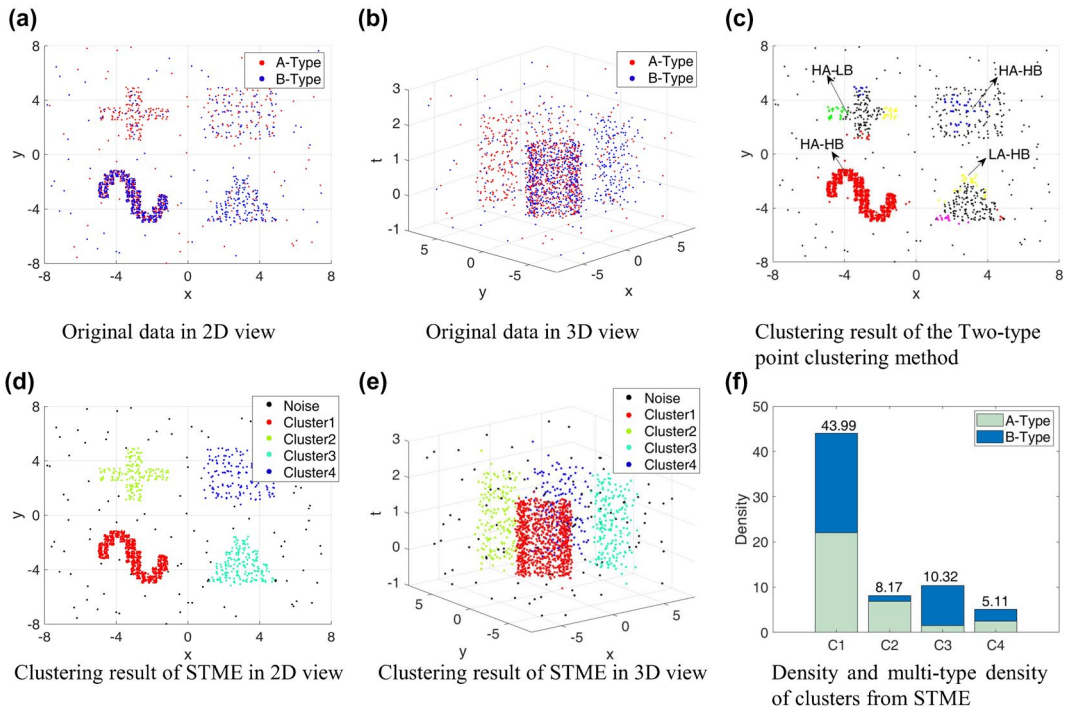 (a)
8
4
0
-4
-8
-8
-4
0
4
8
y
x
A-Type
B-Type
Original data in 2D view
(b)
A-Type
B-Type
3
2
1
0
-1
t
5
0
-5
y
-5
0
5
x
Original data in 3D view
(c)
8
4
0
-4
-8
-8
-4
0
4
8
y
x
HA-LB
HA-HB
HA-HB
LA-HB
Clustering result of the Two-type
point clustering method
(d)
8
4
0
-4
-8
-8
-4
0
4
8
y
x
Noise
Cluster1
Cluster2
Cluster3
Cluster4
Clustering result of STME in 2D view
(e)
Noise
Cluster1
Cluster2
Cluster3
Cluster4
3
2
1
0
-1
t
5
0
-5
y
-5
0
5
x
Clustering result of STME in 3D view
(f)
50
40
30
20
10
0
Density
A-Type
B-Type
43.99
8.17
10.32
5.11
C1
C2
C3
C4
Density and multi-type density
of clusters from STME